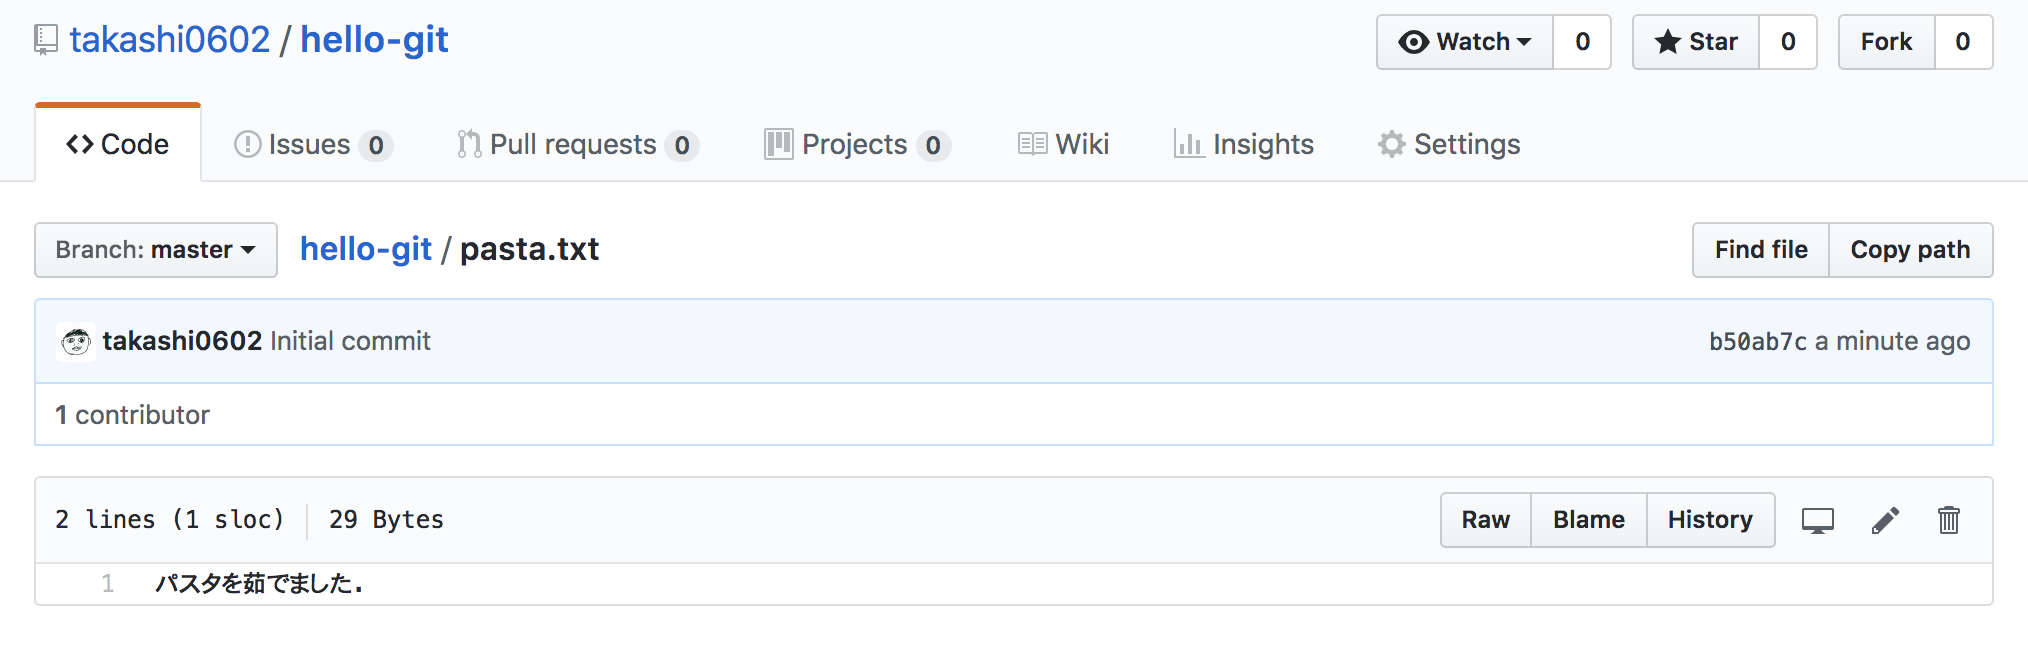 takashi0602 / hello-git
Watch 0 Star 0 Fork 0
Code Issues 0 Pull requests 0 Projects 0 Wiki Insights Settings
Branch: master hello-git / pasta.txt Find file Copy path
takashi0602 Initial commit b50ab7c a minute ago
1 contributor
2 lines (1 sloc) 29 Bytes Raw Blame History
1 パスタを茹でました.